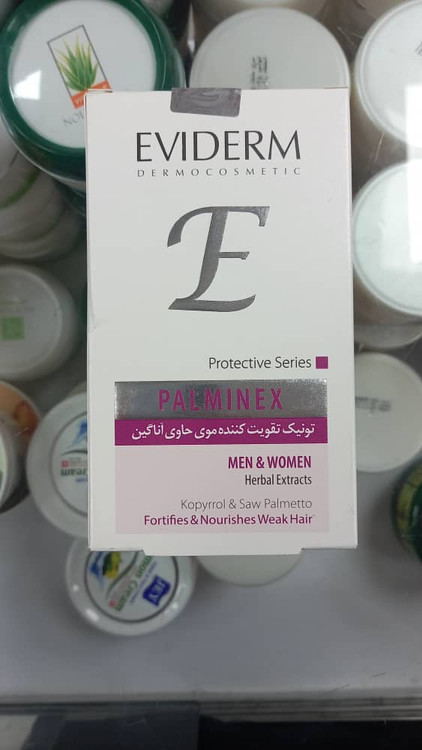 EVIDERM
DERMOCOSMETIC
E
Protective Series
PALMINEX
تونیک تقویت کننده موی حاوی آناگین
MEN & WOMEN
Herbal Extracts
Kopyrrol & Saw Palmetto
Fortifies & Nourishes Weak Hair